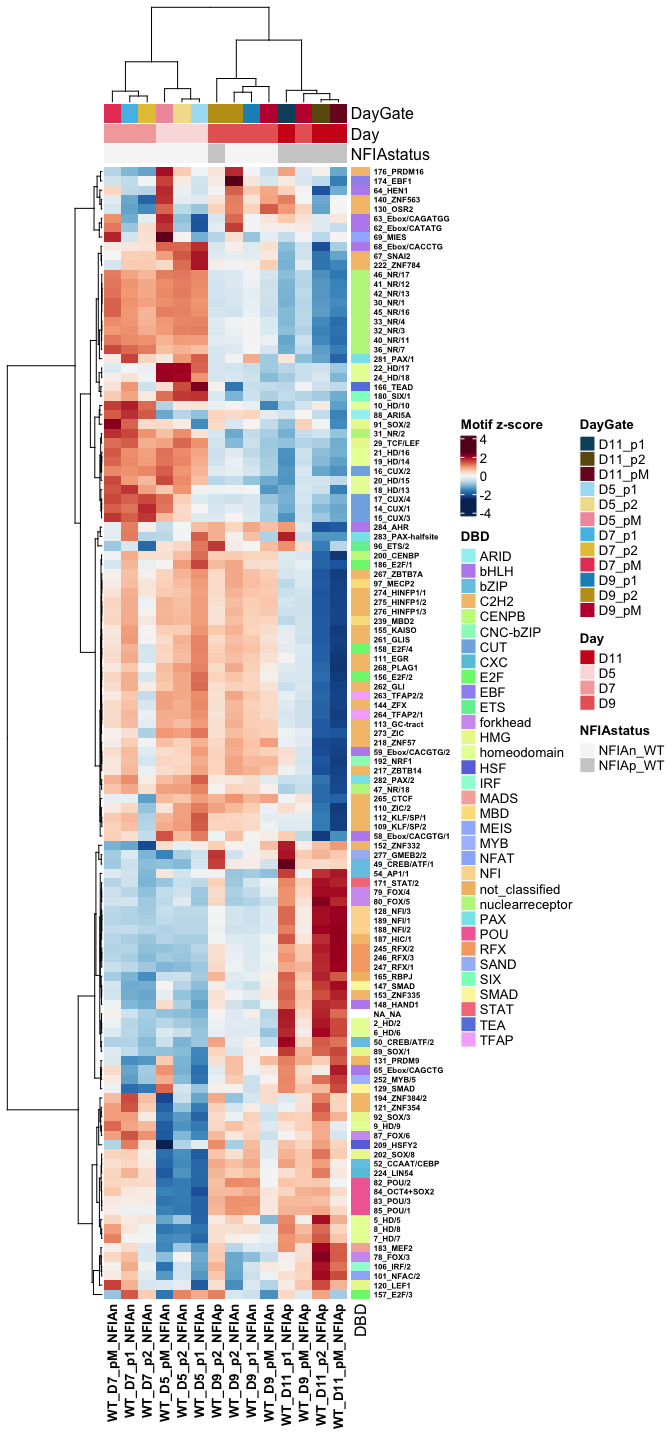 DayGate
Day
NFIAstatus
176_PRDM16
174_EBF1
64_HEN1
140_ZNF563
130_OSR2
63_Ebox/CAGATGG
62_Ebox/CATATG
69_MIES
68_Ebox/CACCTG
67_SNAI2
222_ZNF784
46_NR/17
41_NR/12
42_NR/13
30_NR/1
45_NR/16
33_NR/4
32_NR/3
40_NR/11
36_NR/7
281_PAX/1
22_HD/17
24_HD/18
166_TEAD
180_SIX/1
10_HD/10
88_ARI5A
91_SOX/2
31_NR/2
29_TCF/LEF
21_HD/16
19_HD/14
16_CUX/2
20_HD/15
18_HD/13
17_CUX/4
14_CUX/1
15_CUX/3
284_AHR
283_PAX-halfsite
96_ETS/2
200_CENBP
186_E2F/1
267_ZBTB7A
97_MECP2
274_HINFP1/1
275_HINFP1/2
276_HINFP1/3
239_MBD2
155_KAISO
261_GLIS
158_E2F/4
111_EGR
268_PLAG1
156_E2F/2
262_GLI
263_TFAP2/2
144_ZFX
264_TFAP2/1
113_GC-tract
273_ZIC
218_ZNF57
59_Ebox/CACGTG/2
192_NRF1
217_ZBTB14
282_PAX/2
47_NR/18
265_CTCF
110_ZIC/2
112_KLF/SP/1
109_KLF/SP/2
58_Ebox/CACGTG/1
152_ZNF332
277_GMEB2/2
49_CREB/ATF/1
54_AP1/1
171_STAT/2
79_FOX/4
80_FOX/5
128_NFI/3
189_NFI/1
188_NFI/2
187_HIC/1
245_RFX/2
246_RFX/3
247_RFX/1
165_RBPJ
147_SMAD
153_ZNF335
148_HAND1
NA_NA
2_HD/2
6_HD/6
50_CREB/ATF/2
89_SOX/1
131_PRDM9
65_Ebox/CAGCTG
252_MYB/5
129_SMAD
194_ZNF384/2
121_ZNF354
92_SOX/3
9_HD/9
87_FOX/6
209_HSFY2
202_SOX/8
52_CCAAT/CEBP
224_LIN54
82_POU/2
84_OCT4+SOX2
83_POU/3
85_POU/1
5_HD/5
8_HD/8
7_HD/7
183_MEF2
78_FOX/3
106_IRF/2
101_NFAC/2
120_LEF1
157_E2F/3
WT_D7_pM_NFIAn
WT_D7_p1_NFIAn
WT_D7_p2_NFIAn
WT_D5_pM_NFIAn
WT_D5_p2_NFIAn
WT_D5_p1_NFIAn
WT_D9_p2_NFIAp
WT_D9_p2_NFIAn
WT_D9_p1_NFIAn
WT_D9_pM_NFIAn
WT_D11_p1_NFIAp
WT_D9_pM_NFIAp
WT_D11_p2_NFIAp
WT_D11_pM_NFIAp
DBD
Motif z-score
4
2
0
-2
-4
DBD
ARID
bHLH
bZIP
C2H2
CENPB
CNC-bZIP
CUT
CXC
E2F
EBF
ETS
forkhead
HMG
homeodomain
HSF
IRF
MADS
MBD
MEIS
MYB
NFAT
NFI
not_classified
nuclearreceptor
PAX
POU
RFX
SAND
SIX
SMAD
STAT
TEA
TFAP
DayGate
D11_p1
D11_p2
D11_pM
D5_p1
D5_p2
D5_pM
D7_p1
D7_p2
D7_pM
D9_p1
D9_p2
D9_pM
Day
D11
D5
D7
D9
NFIAstatus
NFIAn_WT
NFIAp_WT